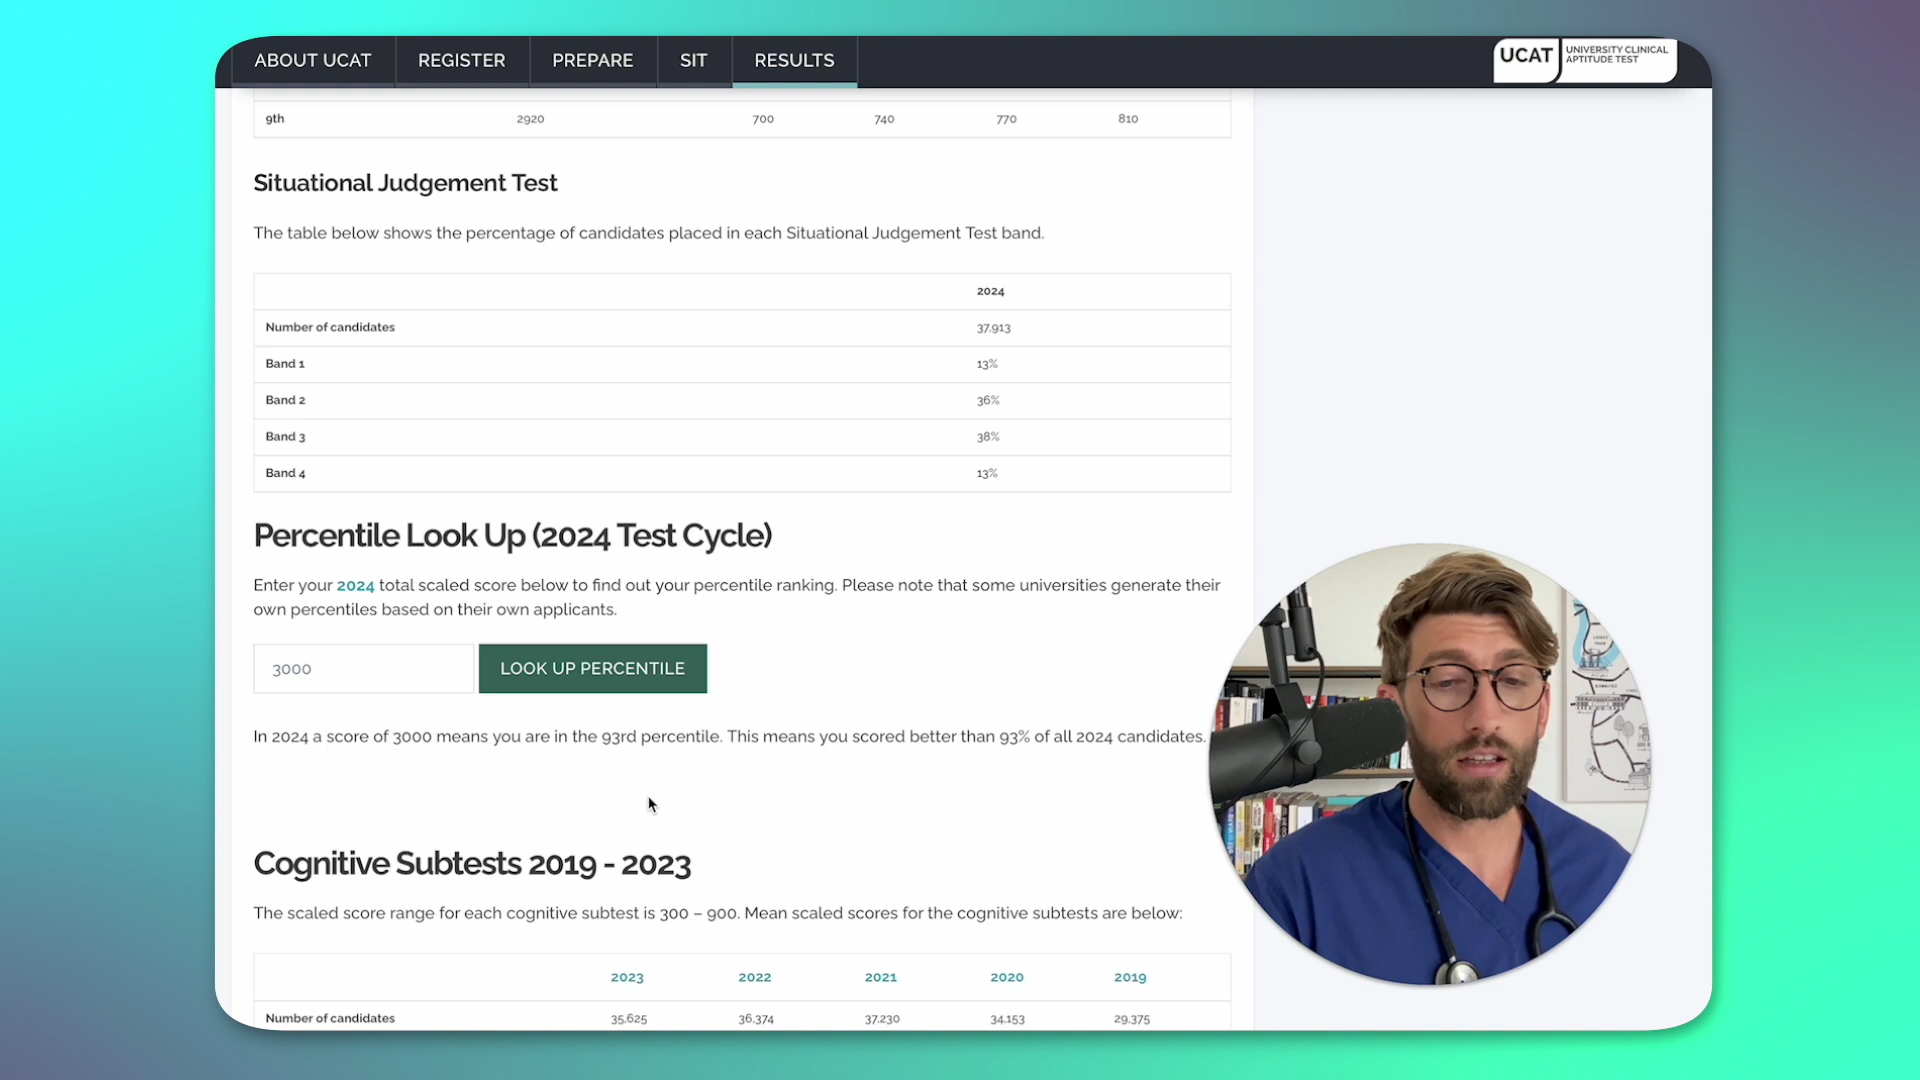 ABOUT UCAT REGISTER PREPARE SIT RESULTS
UCAT UNIVERSITY CLINICAL
APTITUDE TEST
9th 2920 700 740 770 810
Situational Judgement Test
The table below shows the percentage of candidates placed in each Situational Judgement Test band.
2024
Number of candidates 37,913
Band 1 13%
Band 2 36%
Band 3 38%
Band 4 13%
Percentile Look Up (2024 Test Cycle)
Enter your 2024 total scaled score below to find out your percentile ranking. Please note that some universities generate their
own percentiles based on their own applicants.
3000 LOOK UP PERCENTILE
In 2024 a score of 3000 means you are in the 93rd percentile. This means you scored better than 93% of all 2024 candidates.
Cognitive Subtests 2019 - 2023
The scaled score range for each cognitive subtest is 300 – 900. Mean scaled scores for the cognitive subtests are below:
2023 2022 2021 2020 2019
Number of candidates 35,625 36,374 37,230 34,153 29,375